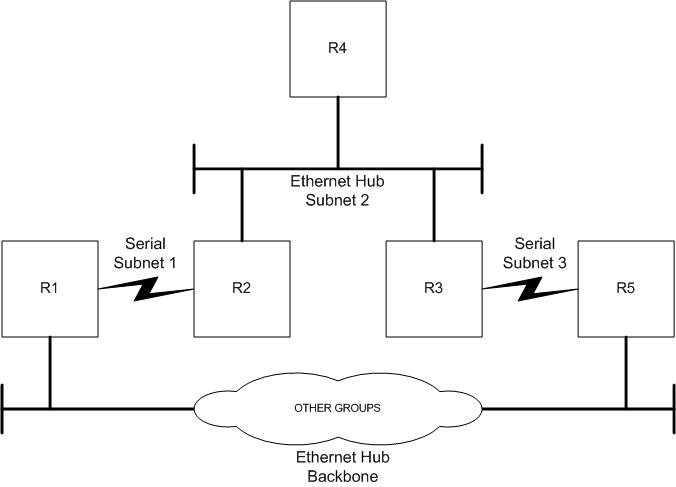 R4
Ethernet Hub
Subnet 2
Serial
Subnet 1
Serial
Subnet 3
R1
R2
R3
R5
OTHER GROUPS
Ethernet Hub
Backbone